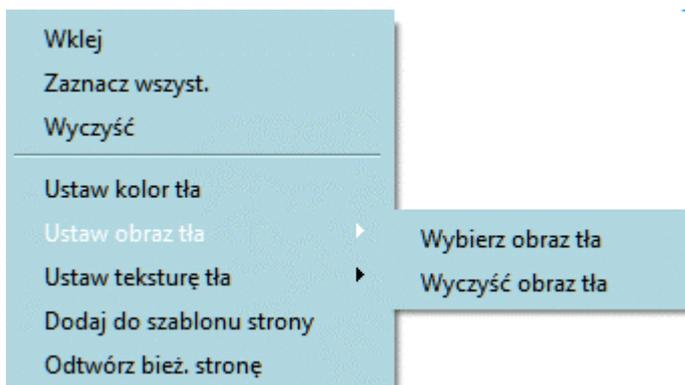 Wklej
Zaznacz wszyst.
Wyczyść
Ustaw kolor tła
Ustaw obraz tła
Wybierz obraz tła
Ustaw teksturę tła
Wyczyść obraz tła
Dodaj do szablonu strony
Odtwórz bież. stronę